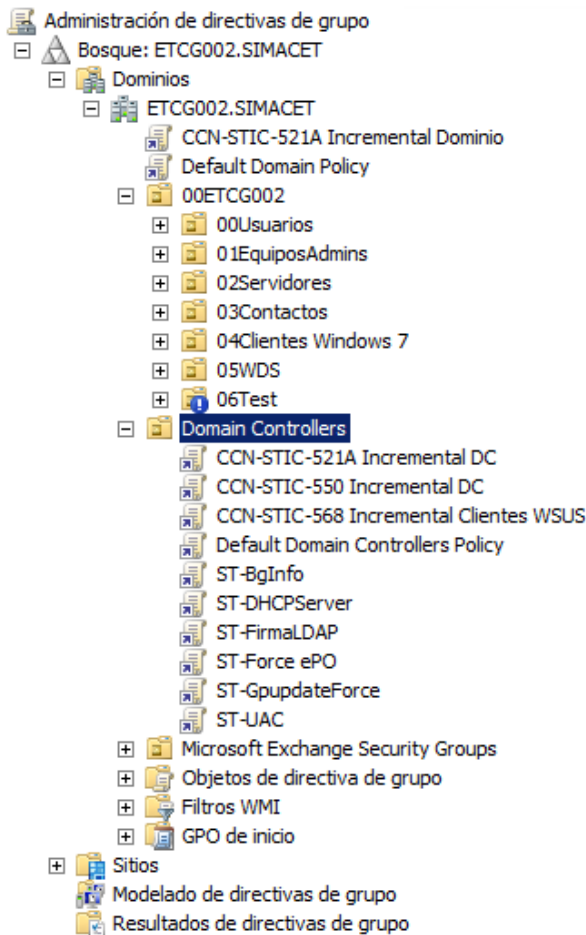 Administración de directivas de grupo
Bosque: ETCG002.SIMACET
Dominios
ETCG002.SIMACET
CCN-STIC-521A Incremental Dominio
Default Domain Policy
00ETCG002
00Usuarios
01EquiposAdmins
02Servidores
03Contactos
04Clientes Windows 7
05WDS
06Test
Domain Controllers
CCN-STIC-521A Incremental DC
CCN-STIC-550 Incremental DC
CCN-STIC-568 Incremental Clientes WSUS
Default Domain Controllers Policy
ST-BgInfo
ST-DHCPServer
ST-FirmaLDAP
ST-Force ePO
ST-GpupdateForce
ST-UAC
Microsoft Exchange Security Groups
Objetos de directiva de grupo
Filtros WMI
GPO de inicio
Sitios
Modelado de directivas de grupo
Resultados de directivas de grupo